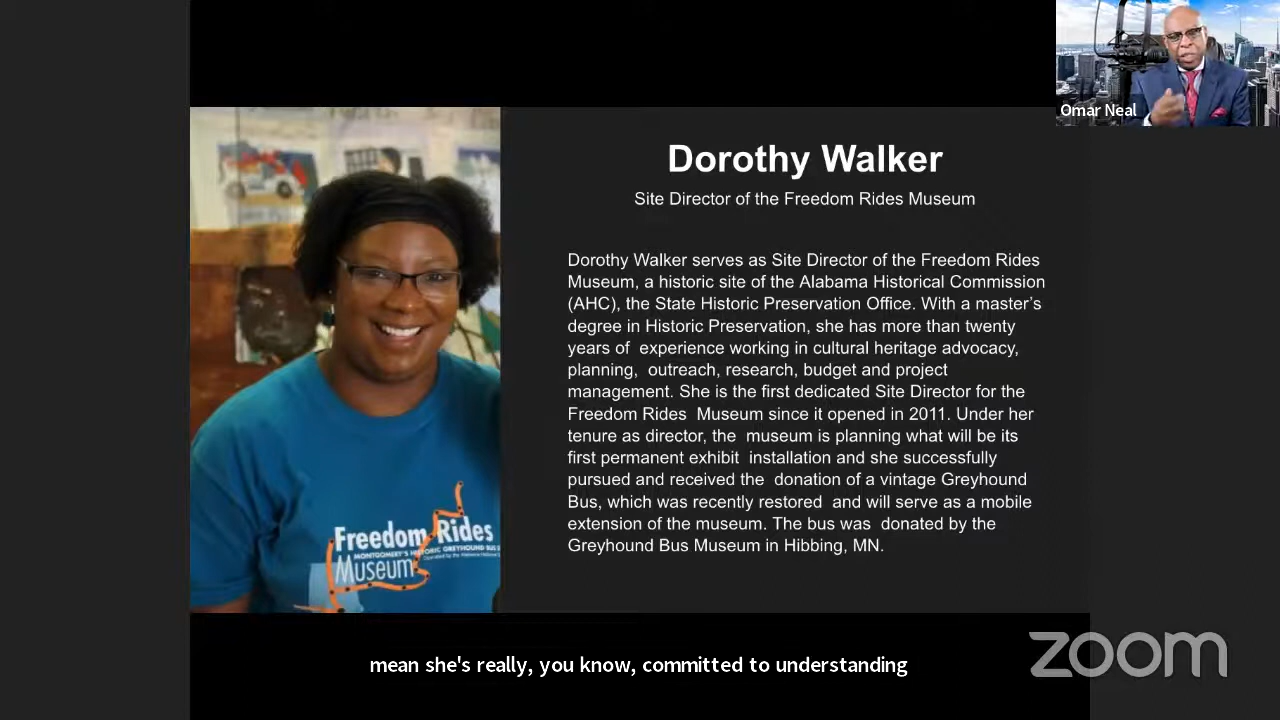 Omar Neal
Dorothy Walker
Site Director of the Freedom Rides Museum
Dorothy Walker serves as Site Director of the Freedom Rides
Museum, a historic site of the Alabama Historical Commission
(AHC), the State Historic Preservation Office. With a master's
degree in Historic Preservation, she has more than twenty
years of experience working in cultural heritage advocacy,
planning, outreach, research, budget and project
management. She is the first dedicated Site Director for the
Freedom Rides Museum since it opened in 2011. Under her
tenure as director, the museum is planning what will be its
first permanent exhibit installation and she successfully
pursued and received the donation of a vintage Greyhound
Bus, which was recently restored and will serve as a mobile
extension of the museum. The bus was donated by the
Greyhound Bus Museum in Hibbing, MN.
Freedom Rides
MONTGOMERY'S HISTORIC GREYHOUND BUS
Museum
mean she's really, you know, committed to understanding
zoom